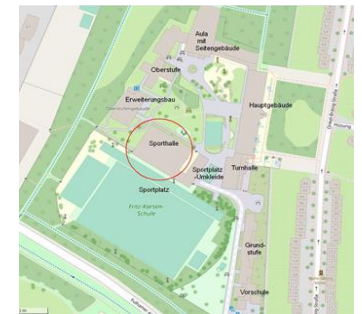 Aula
mit
Seitengebäude
Oberstufe
Erweiterungsbau
Hauptgebäude
Sporthalle
Sportplatz
-Umkleide
Turnhalle
Sportplatz
Fritz-Karsen-
Schule
Grund-
stufe
Vorschule